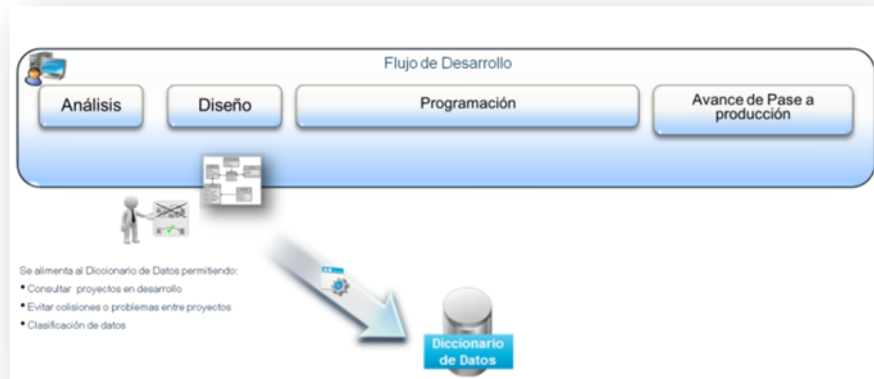 Flujo de Desarrollo
Análisis
Diseño
Programación
Avance de Pase a
producción
Se alimenta al Diccionario de Datos permitiendo:
• Consultar proyectos en desarrollo
• Evitar colisiones o problemas entre proyectos
• Clasificación de datos
Diccionario
de Datos